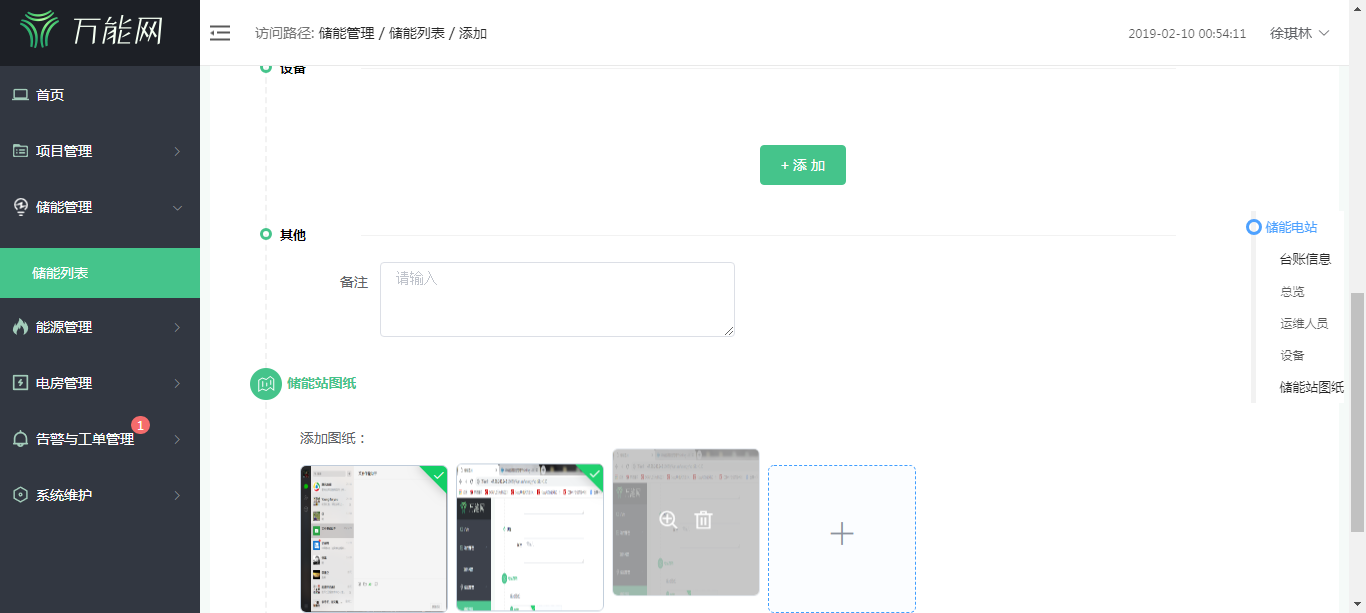 万能网
访问路径: 储能管理 / 储能列表 / 添加
2019-02-10 00:54:11
徐琪林
首页
项目管理
储能管理
储能列表
能源管理
电房管理
告警与工单管理
1
系统维护
设备
+ 添 加
其他
备注
请输入
储能站图纸
添加图纸：
储能电站
台账信息
总览
运维人员
设备
储能站图纸